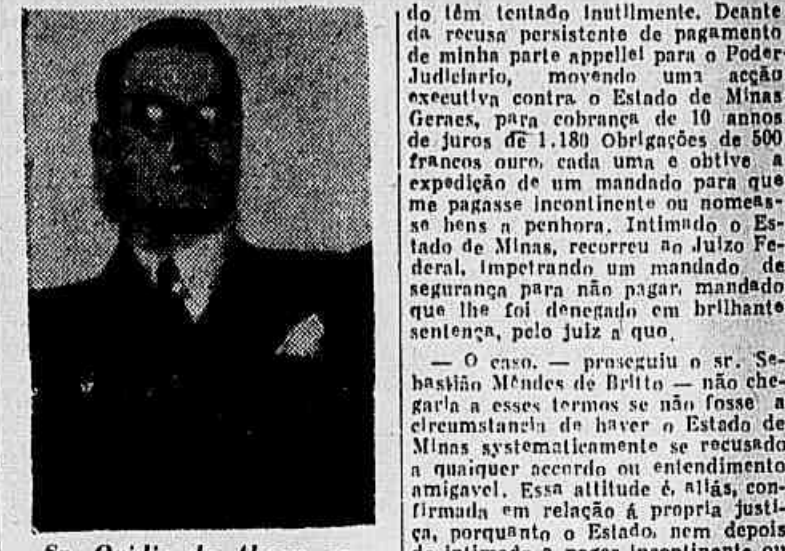 do têm tentado inutilmente. Deante
da recusa persistente de pagamento
de minha parte appellei para o Poder
Judiciario, movendo uma acção
executiva contra o Estado de Minas
Geraes, para cobrança de 10 annos
de juros de 1.180 Obrigações de 500
francos ouro, cada uma e obtive a
expedição de um mandado para que
me pagasse incontinente ou nomeas-
se bens a penhora. Intimado o Es-
tado de Minas, recorreu ao Juizo Fe-
deral, impetrando um mandado de
segurança para não pagar, mandado
que lhe foi denegado em brilhante
sentença, pelo juiz a quo.
— O caso, — proseguiu o sr. Se-
bastião Mendes de Britto — não che-
garia a esses termos se não fosse a
circumstancia de haver o Estado de
Minas systematicamente se recusado
a quaiquer accordo ou entendimento
amigavel. Essa attitude é, aliás, con-
firmada em relação á propria justi-
ça, porquanto o Estado, nem depois
de intimado a pagar incontinente ou